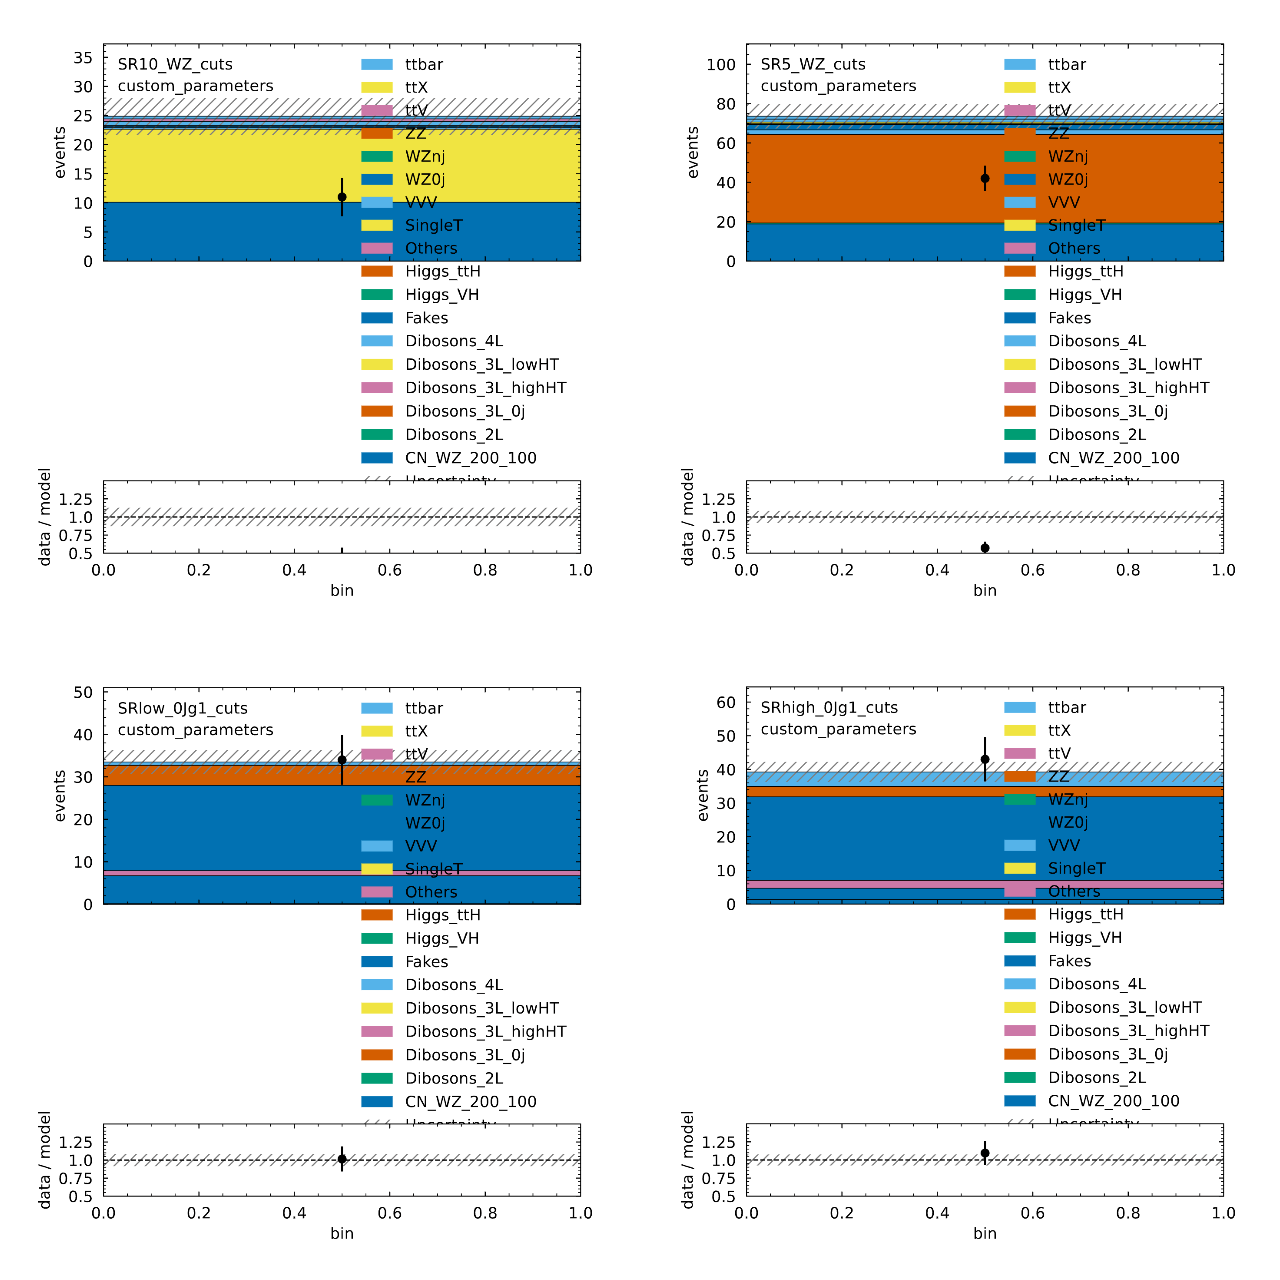 SR10_WZ_cuts
custom_parameters
events
35
30
25
20
15
10
5
0
ttbar
ttX
ttV
ZZ
WZnj
WZ0j
VVV
SingleT
Others
Higgs_ttH
Higgs_VH
Fakes
Dibosons_4L
Dibosons_3L_lowHT
Dibosons_3L_highHT
Dibosons_3L_0j
Dibosons_2L
CN_WZ_200_100
Uncertainty
data / model
1.25
1.0
0.75
0.5
0.0 0.2 0.4 0.6 0.8 1.0
bin
SR5_WZ_cuts
custom_parameters
events
100
80
60
40
20
0
ttbar
ttX
ttV
ZZ
WZnj
WZ0j
VVV
SingleT
Others
Higgs_ttH
Higgs_VH
Fakes
Dibosons_4L
Dibosons_3L_lowHT
Dibosons_3L_highHT
Dibosons_3L_0j
Dibosons_2L
CN_WZ_200_100
Uncertainty
data / model
1.25
1.0
0.75
0.5
0.0 0.2 0.4 0.6 0.8 1.0
bin
SRlow_0Jg1_cuts
custom_parameters
events
50
40
30
20
10
0
ttbar
ttX
ttV
ZZ
WZnj
WZ0j
VVV
SingleT
Others
Higgs_ttH
Higgs_VH
Fakes
Dibosons_4L
Dibosons_3L_lowHT
Dibosons_3L_highHT
Dibosons_3L_0j
Dibosons_2L
CN_WZ_200_100
Uncertainty
data / model
1.25
1.0
0.75
0.5
0.0 0.2 0.4 0.6 0.8 1.0
bin
SRhigh_0Jg1_cuts
custom_parameters
events
60
50
40
30
20
10
0
ttbar
ttX
ttV
ZZ
WZnj
WZ0j
VVV
SingleT
Others
Higgs_ttH
Higgs_VH
Fakes
Dibosons_4L
Dibosons_3L_lowHT
Dibosons_3L_highHT
Dibosons_3L_0j
Dibosons_2L
CN_WZ_200_100
Uncertainty
data / model
1.25
1.0
0.75
0.5
0.0 0.2 0.4 0.6 0.8 1.0
bin